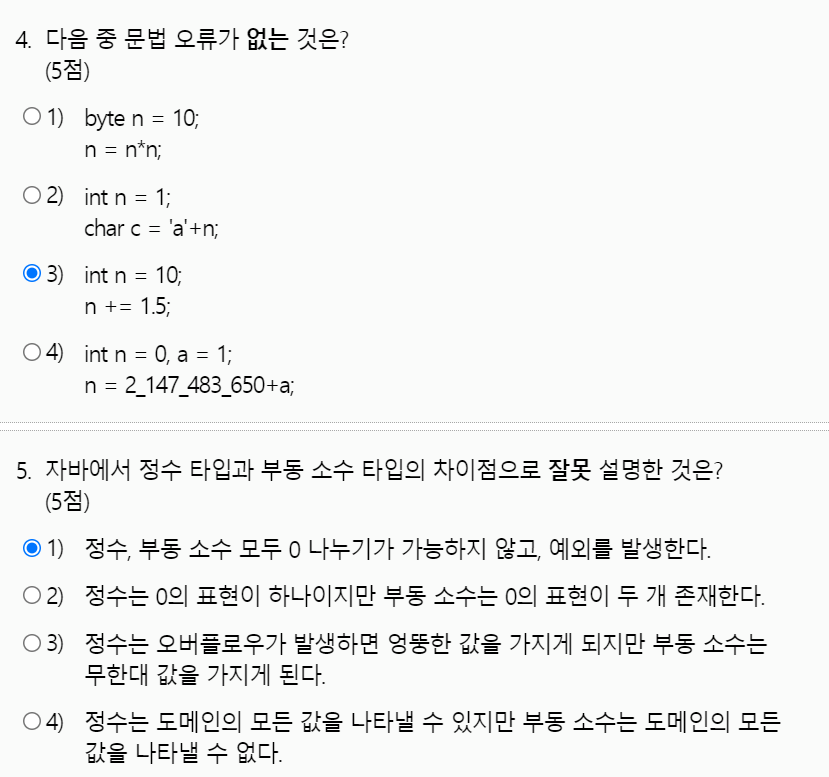 4. 다음 중 문법 오류가 없는 것은?
(5점)
1) byte n = 10;
n = n*n;
2) int n = 1;
char c = 'a'+n;
3) int n = 10;
n += 1.5;
4) int n = 0, a = 1;
n = 2_147_483_650+a;
5. 자바에서 정수 타입과 부동 소수 타입의 차이점으로 잘못 설명한 것은?
(5점)
1) 정수, 부동 소수 모두 0 나누기가 가능하지 않고, 예외를 발생한다.
2) 정수는 0의 표현이 하나이지만 부동 소수는 0의 표현이 두 개 존재한다.
3) 정수는 오버플로우가 발생하면 엉뚱한 값을 가지게 되지만 부동 소수는
무한대 값을 가지게 된다.
4) 정수는 도메인의 모든 값을 나타낼 수 있지만 부동 소수는 도메인의 모든
값을 나타낼 수 없다.